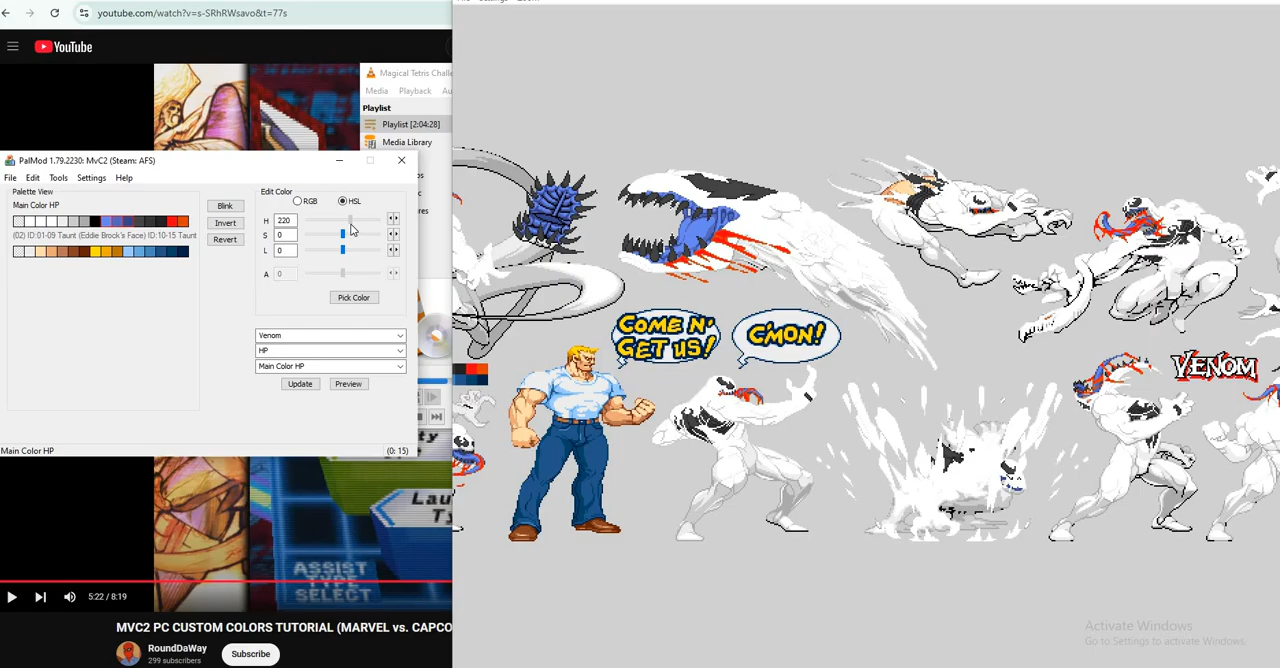 youtube.com/watch?v=s-SRhRWsavo&t=77s
YouTube
Magical Tetris Challe
Media Playback Au
Playlist
Playlist [2:04:28]
Media Library
PalMod 1.79.2230: MvC2 (Steam: AFS)
File Edit Tools Settings Help
Palette View
Main Color HP
(02) ID:01-09 Taunt (Eddie Brock's Face) ID:10-15 Taunt
Blink
Invert
Revert
Edit Color
RGB HSL
H 220
S 0
L 0
A 0
Pick Color
Venom
HP
Main Color HP
Update Preview
Main Color HP (0: 15)
COME N'
GET US!
C'MON!
VENOM
Lau
Ty
ASSIST
TYPE
SELECT
5:22 / 8:19
MVC2 PC CUSTOM COLORS TUTORIAL (MARVEL vs. CAPCO
RoundDaWay
299 subscribers
Subscribe
Activate Windows
Go to Settings to activate Windows.